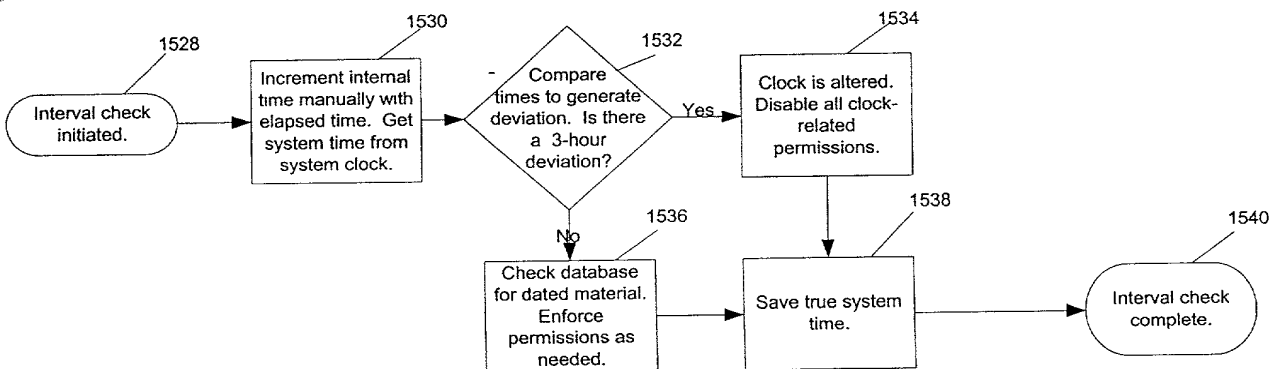 1528
Interval check
initiated.
1530
Increment internal
time manually with
elapsed time. Get
system time from
system clock.
1532
Compare
times to generate
deviation. Is there
a 3-hour
deviation?
Yes
1534
Clock is altered.
Disable all clock-
related
permissions.
No
1536
Check database
for dated material.
Enforce
permissions as
needed.
1538
Save true system
time.
1540
Interval check
complete.